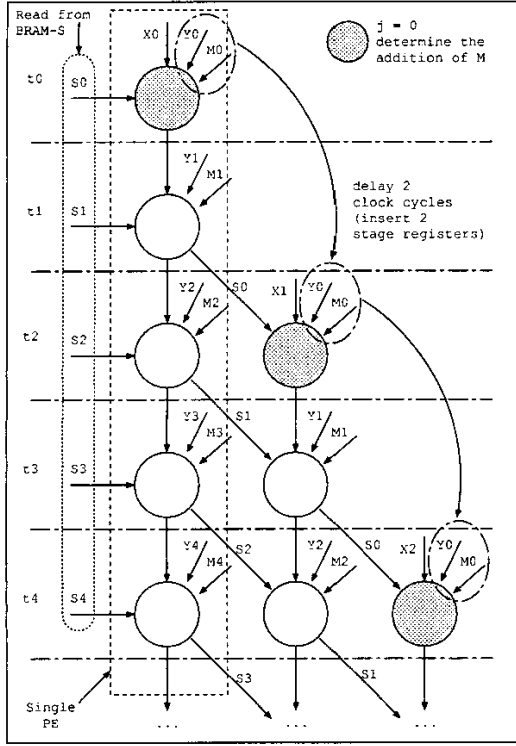 Read from
BRAM-S
X0
Y0
M0
j = 0
determine the
addition of M
t0
S0
Y1
M1
delay 2
clock cycles
(insert 2
stage registers)
t1
S1
Y2
M2
S0
X1
Y0
M0
t2
S2
Y3
M3
S1
Y1
M1
t3
S3
Y4
M4
S2
Y2
M2
S0
X2
Y0
M0
t4
S4
S3
S1
Single
PE
...
...
...